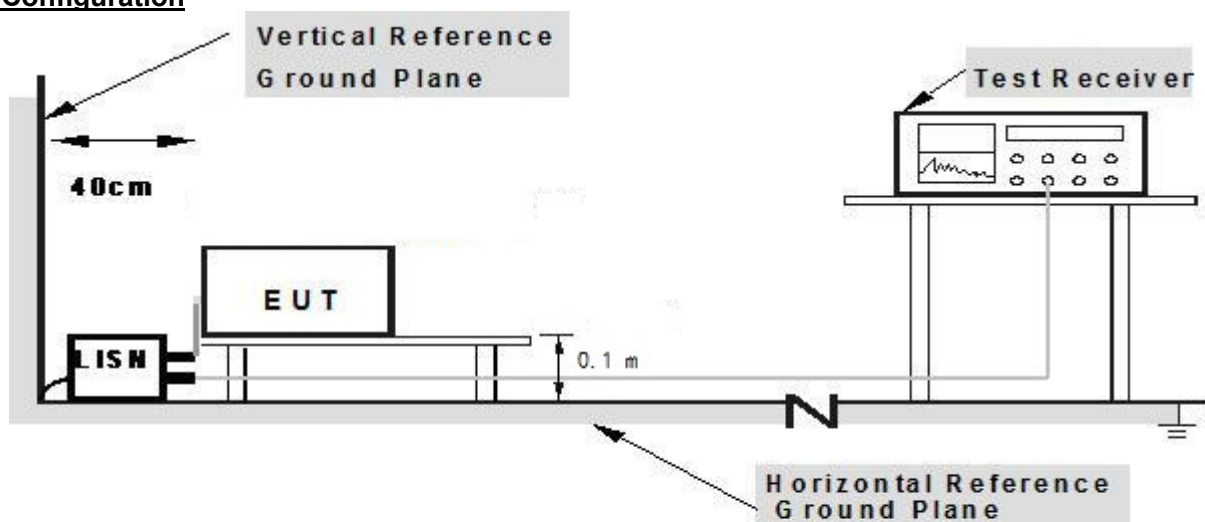 Configuration
Vertical Reference
Ground Plane
Test Receiver
40cm
EUT
LISN
0.1 m
Horizontal Reference
Ground Plane